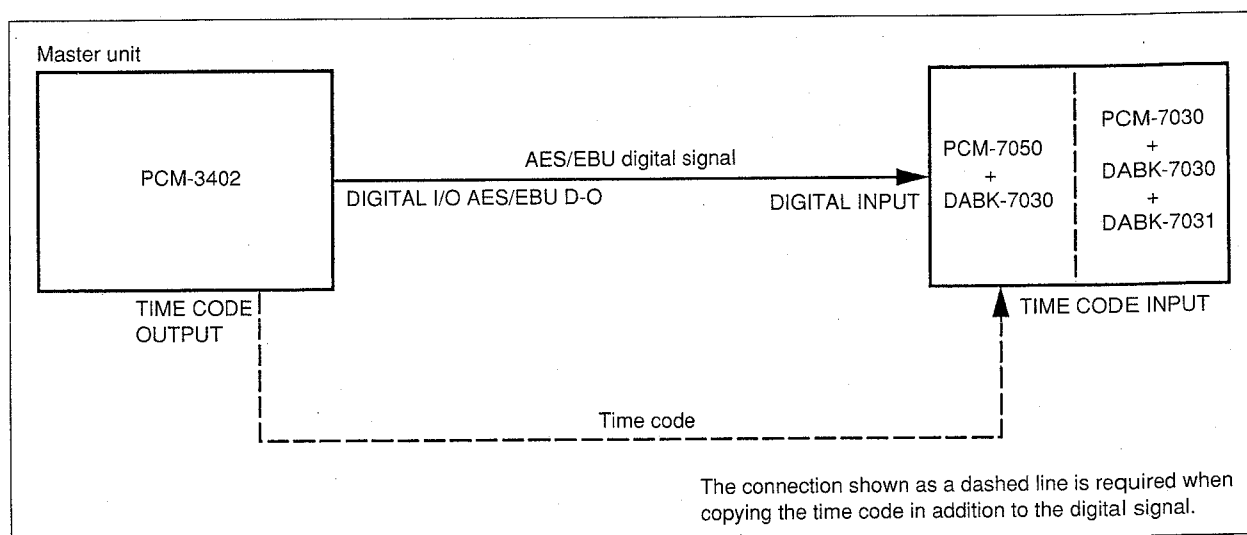 Master unit
PCM-3402
AES/EBU digital signal
DIGITAL I/O AES/EBU D-O
DIGITAL INPUT
PCM-7050
+
DABK-7030
PCM-7030
+
DABK-7030
+
DABK-7031
TIME CODE
OUTPUT
TIME CODE INPUT
Time code
The connection shown as a dashed line is required when
copying the time code in addition to the digital signal.